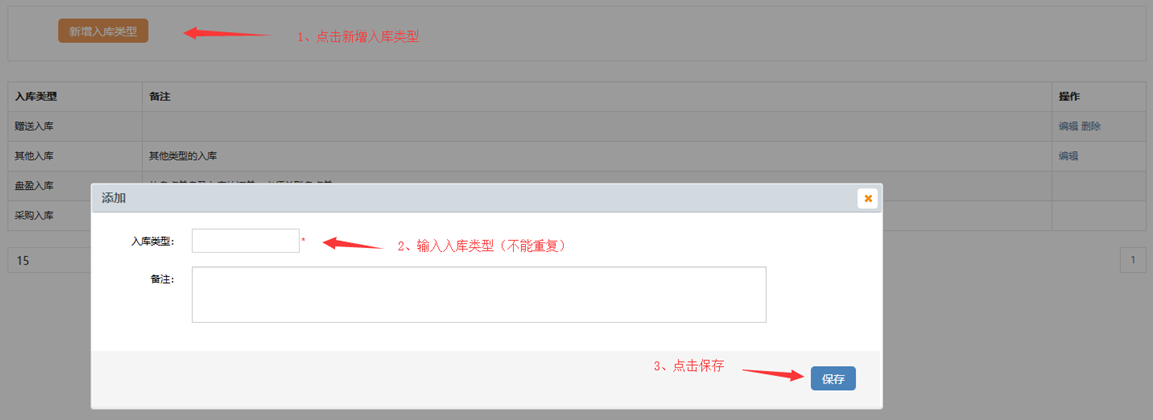 新增入库类型
1、点击新增入库类型
入库类型 备注 操作
赠送入库 编辑 删除
其他入库 其他类型的入库 编辑
盘盈入库
采购入库
15 1
添加
入库类型: *
2、输入入库类型（不能重复）
备注:
3、点击保存
保存